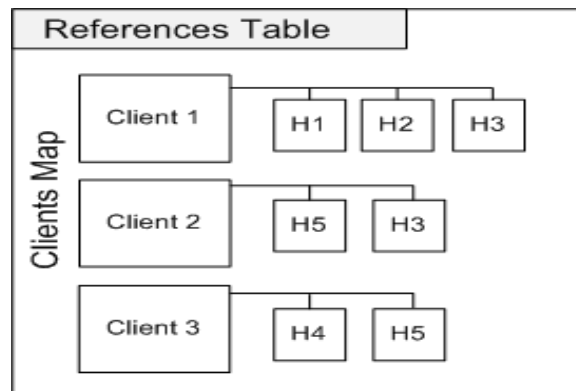 References Table
Clients Map
Client 1
H1 H2 H3
Client 2
H5 H3
Client 3
H4 H5